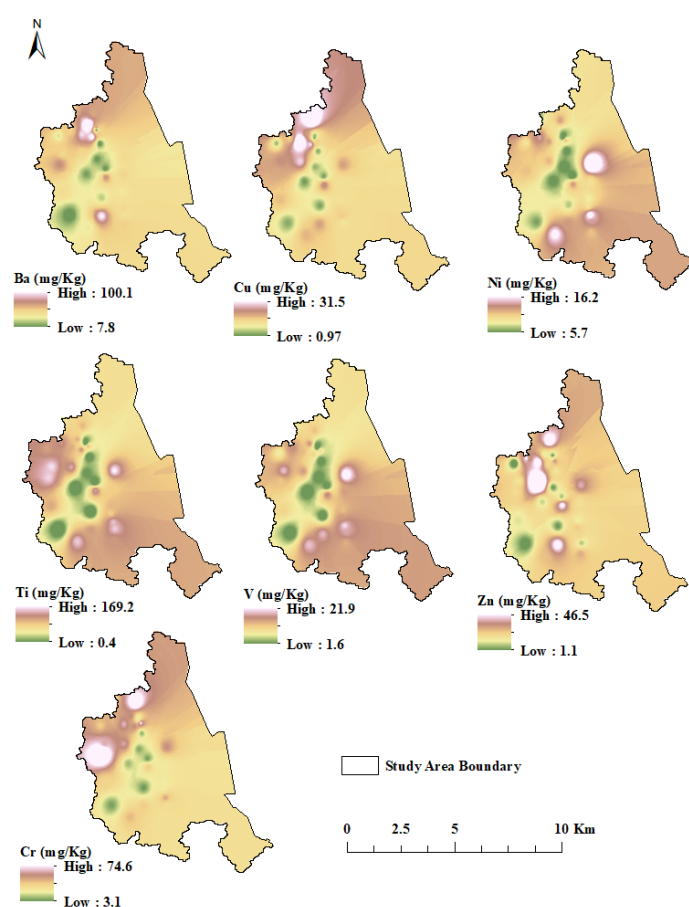 N
Ba (mg/Kg)
High : 100.1
Low : 7.8
Cu (mg/Kg)
High : 31.5
Low : 0.97
Ni (mg/Kg)
High : 16.2
Low : 5.7
Ti (mg/Kg)
High : 169.2
Low : 0.4
V (mg/Kg)
High : 21.9
Low : 1.6
Zn (mg/Kg)
High : 46.5
Low : 1.1
Cr (mg/Kg)
High : 74.6
Low : 3.1
Study Area Boundary
0 2.5 5 10 Km